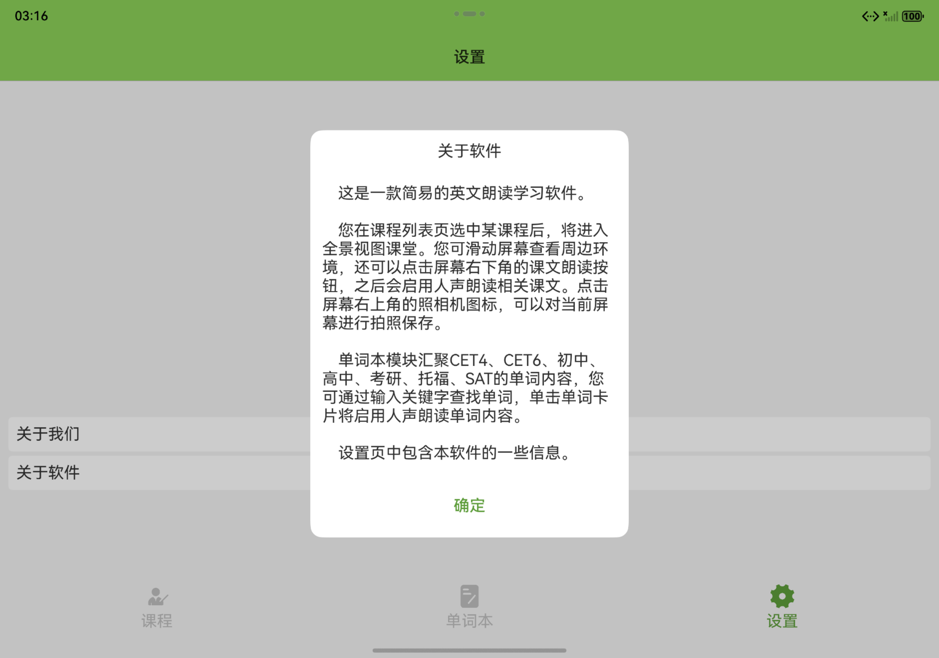 03:16
100
设置
关于软件
这是一款简易的英文朗读学习软件。
您在课程列表页选中某课程后，将进入
全景视图课堂。您可滑动屏幕查看周边环
境，还可以点击屏幕右下角的课文朗读按
钮，之后会启用人声朗读相关课文。点击
屏幕右上角的照相机图标，可以对当前屏
幕进行拍照保存。
单词本模块汇聚CET4、CET6、初中、
高中、考研、托福、SAT的单词内容，您
可通过输入关键字查找单词，单击单词卡
片将启用人声朗读单词内容。
设置页中包含本软件的一些信息。
确定
关于我们
关于软件
课程
单词本
设置